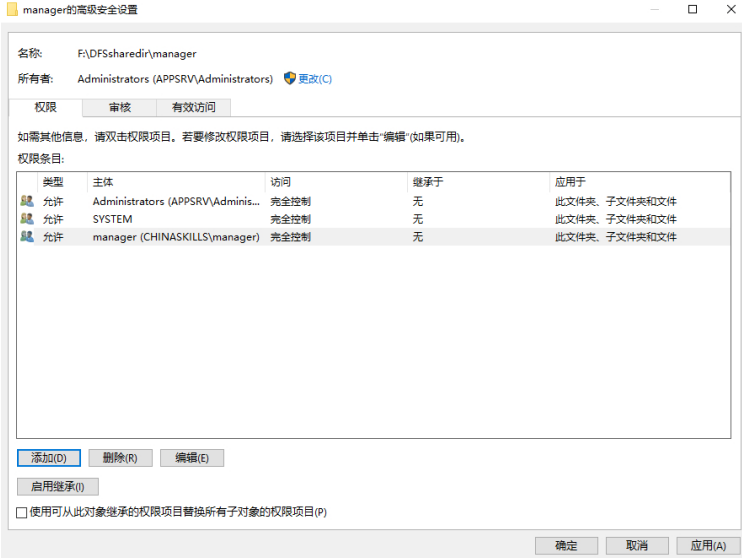 manager的高级安全设置
名称: F:\DFSsharedir\manager
所有者: Administrators (APPSRV\Administrators) 更改(C)
权限 审核 有效访问
如需其他信息，请双击权限项目。若要修改权限项目，请选择该项目并单击“编辑”(如果可用)。
权限条目:
类型 主体 访问 继承于 应用于
允许 Administrators (APPSRV\Adminis... 完全控制 无 此文件夹、子文件夹和文件
允许 SYSTEM 完全控制 无 此文件夹、子文件夹和文件
允许 manager (CHINASKILLS\manager) 完全控制 无 此文件夹、子文件夹和文件
添加(D) 删除(R) 编辑(E)
启用继承(I)
使用可从此对象继承的权限项目替换所有子对象的权限项目(P)
确定 取消 应用(A)